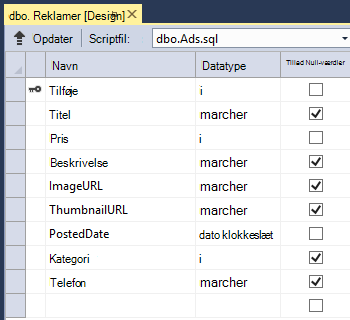 dbo. Reklamer [Design]
Opdater Scriptfil: dbo.Ads.sql
Navn Datatype Tillad Null-værdier
Tilføje i
Titel marcher
Pris i
Beskrivelse marcher
ImageURL marcher
ThumbnailURL marcher
PostedDate dato klokkeslæt
Kategori i
Telefon marcher